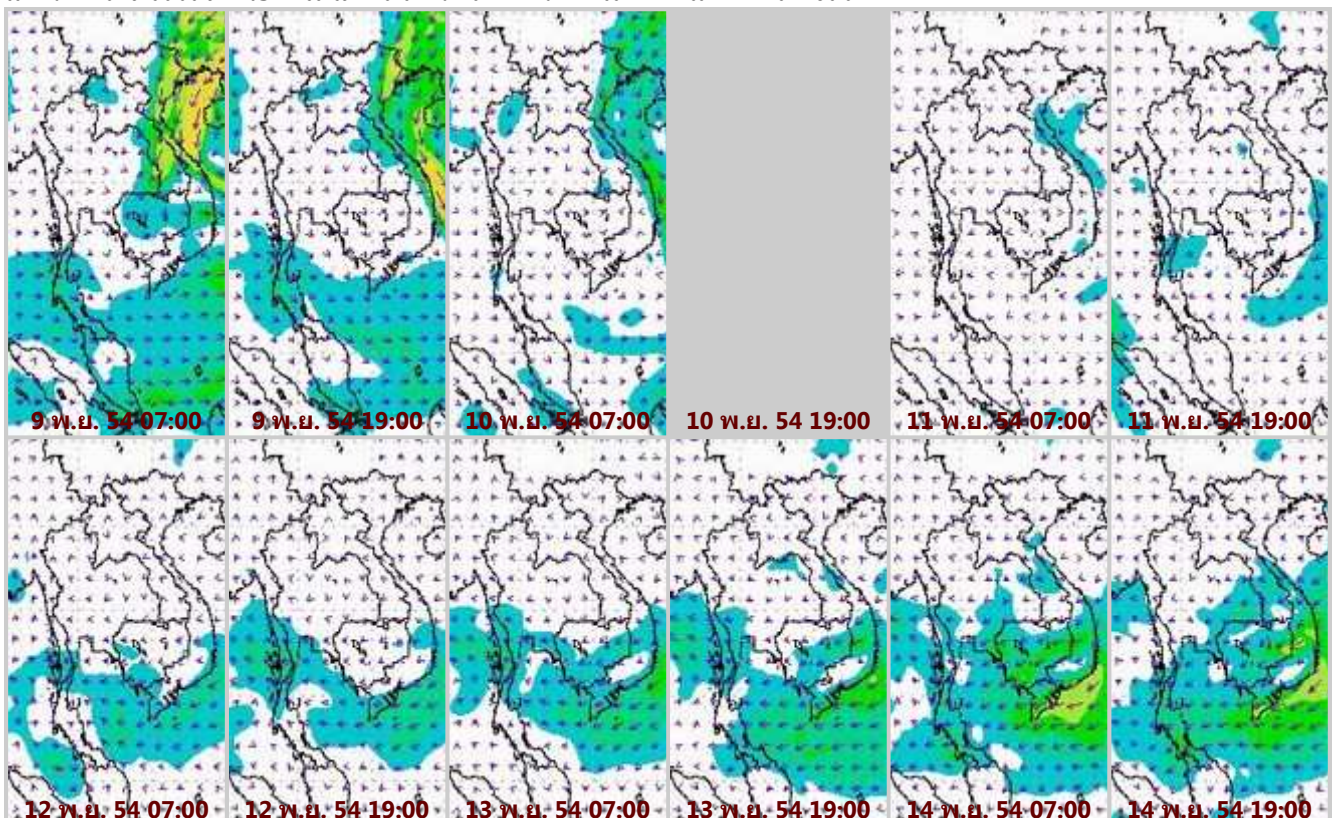 9 พ.ย. 54 07:00
9 พ.ย. 54 19:00
10 พ.ย. 54 07:00
10 พ.ย. 54 19:00
11 พ.ย. 54 07:00
11 พ.ย. 54 19:00
12 พ.ย. 54 07:00
12 พ.ย. 54 19:00
13 พ.ย. 54 07:00
13 พ.ย. 54 19:00
14 พ.ย. 54 07:00
14 พ.ย. 54 19:00